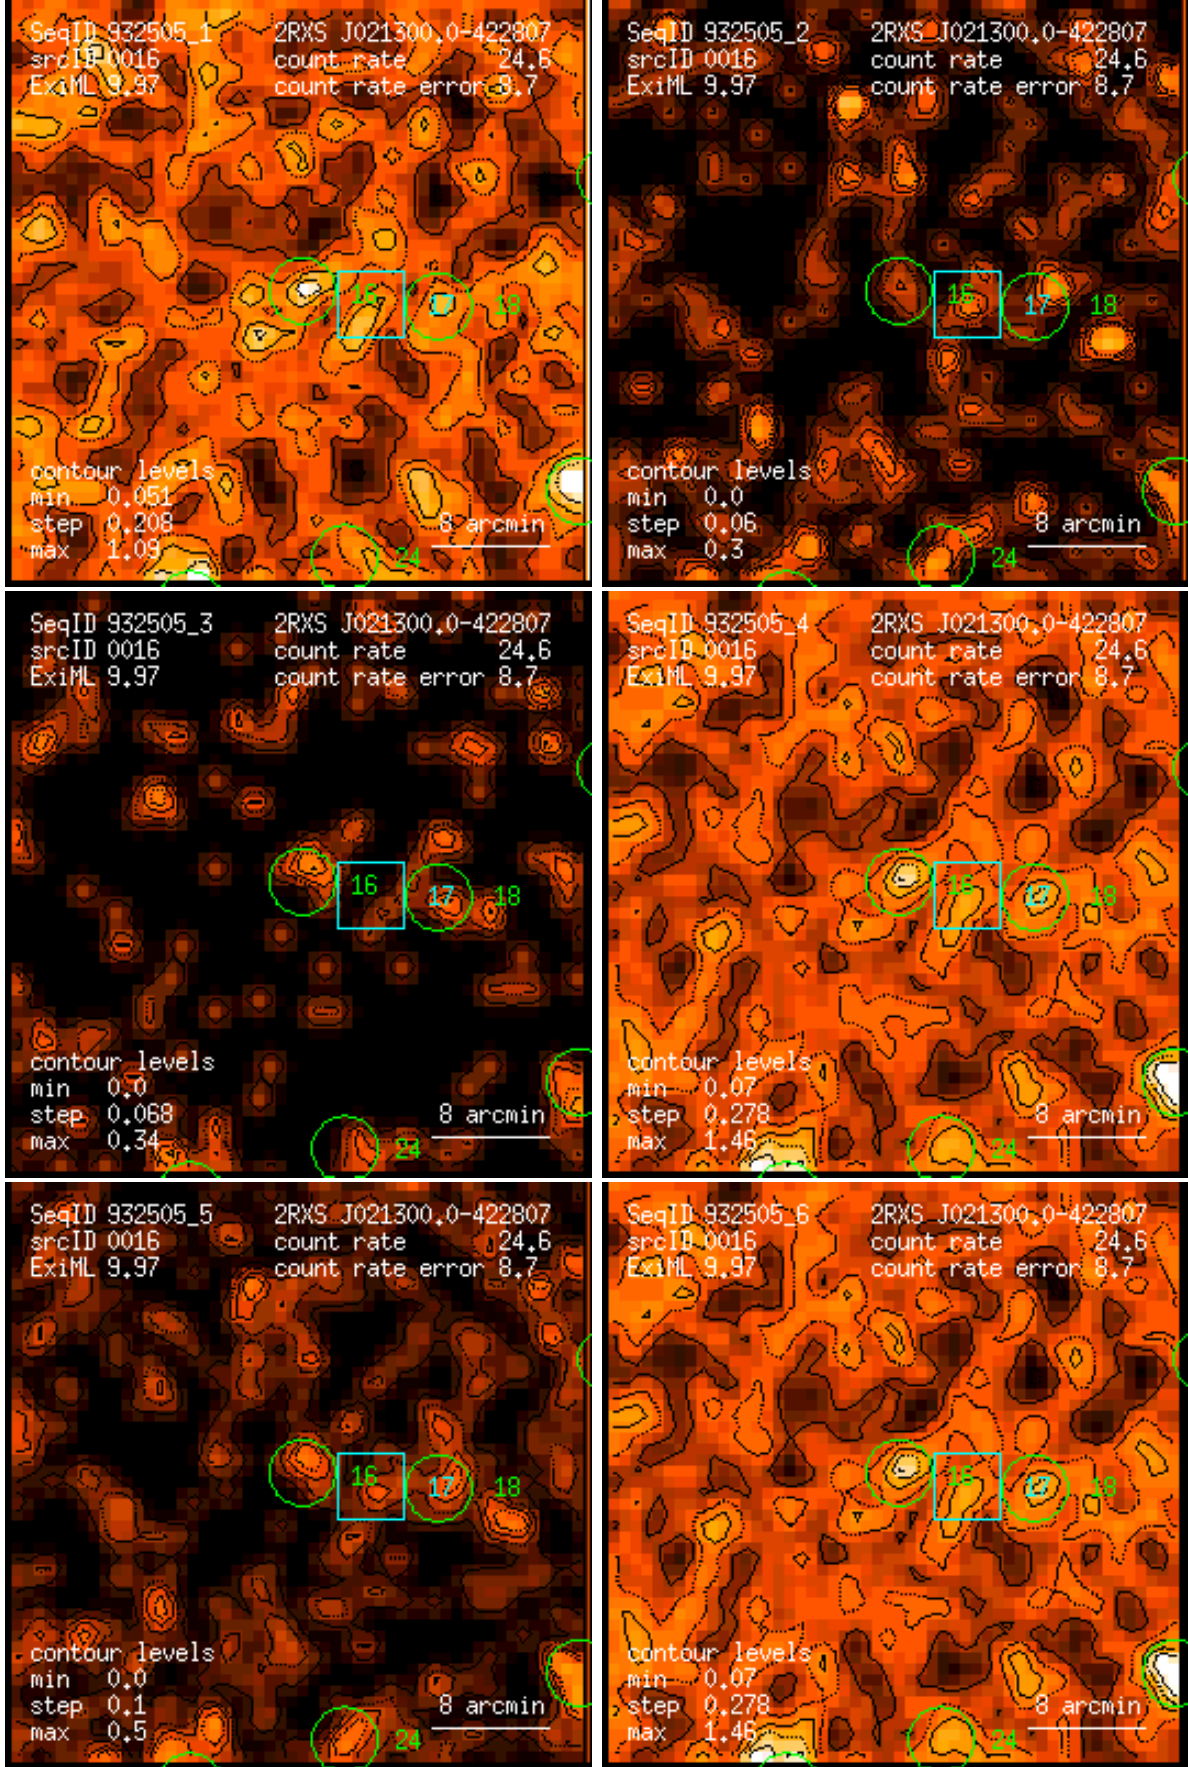 SeqID 932505_1 2RXS J021300.0-422807
srcID 0016 count rate 24.6
ExiML 9.97 count rate error 8.7
16 17 18
contour levels
min 0.051
step 0.208 8 arcmin
max 1.09 24
SeqID 932505_2 2RXS J021300.0-422807
srcID 0016 count rate 24.6
ExiML 9.97 count rate error 8.7
16 17 18
contour levels
min 0.0
step 0.06 8 arcmin
max 0.3 24
SeqID 932505_3 2RXS J021300.0-422807
srcID 0016 count rate 24.6
ExiML 9.97 count rate error 8.7
16 17 18
contour levels
min 0.0
step 0.068 8 arcmin
max 0.34 24
SeqID 932505_4 2RXS J021300.0-422807
srcID 0016 count rate 24.6
ExiML 9.97 count rate error 8.7
16 17 18
contour levels
min 0.07
step 0.278 8 arcmin
max 1.46 24
SeqID 932505_5 2RXS J021300.0-422807
srcID 0016 count rate 24.6
ExiML 9.97 count rate error 8.7
16 17 18
contour levels
min 0.0
step 0.1 8 arcmin
max 0.5 24
SeqID 932505_6 2RXS J021300.0-422807
srcID 0016 count rate 24.6
ExiML 9.97 count rate error 8.7
16 17 18
contour levels
min 0.07
step 0.278 8 arcmin
max 1.46 24